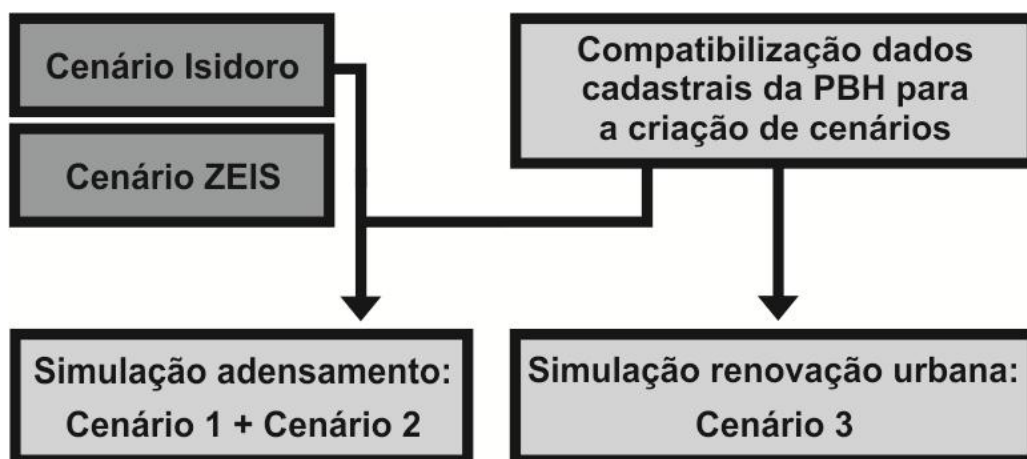 Cenário Isidoro
Cenário ZEIS
Compatibilização dados
cadastrais da PBH para
a criação de cenários
Simulação adensamento:
Cenário 1 + Cenário 2
Simulação renovação urbana:
Cenário 3